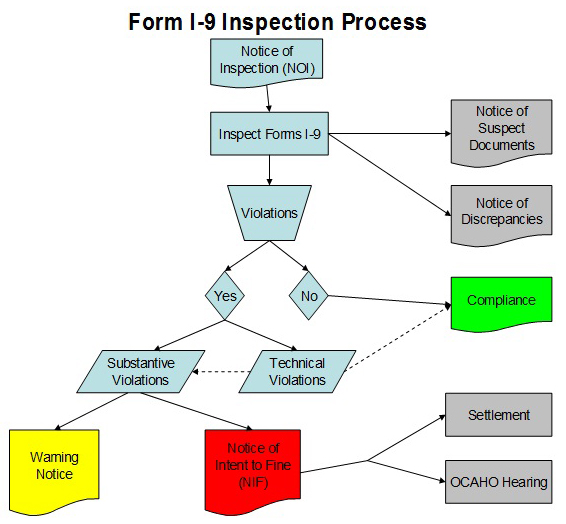 Form I-9 Inspection Process
Notice of
Inspection (NOI)
Inspect Forms I-9
Notice of
Suspect
Documents
Violations
Notice of
Discrepancies
Yes
No
Compliance
Substantive
Violations
Technical
Violations
Warning
Notice
Notice of
Intent to Fine
(NIF)
Settlement
OCAHO Hearing